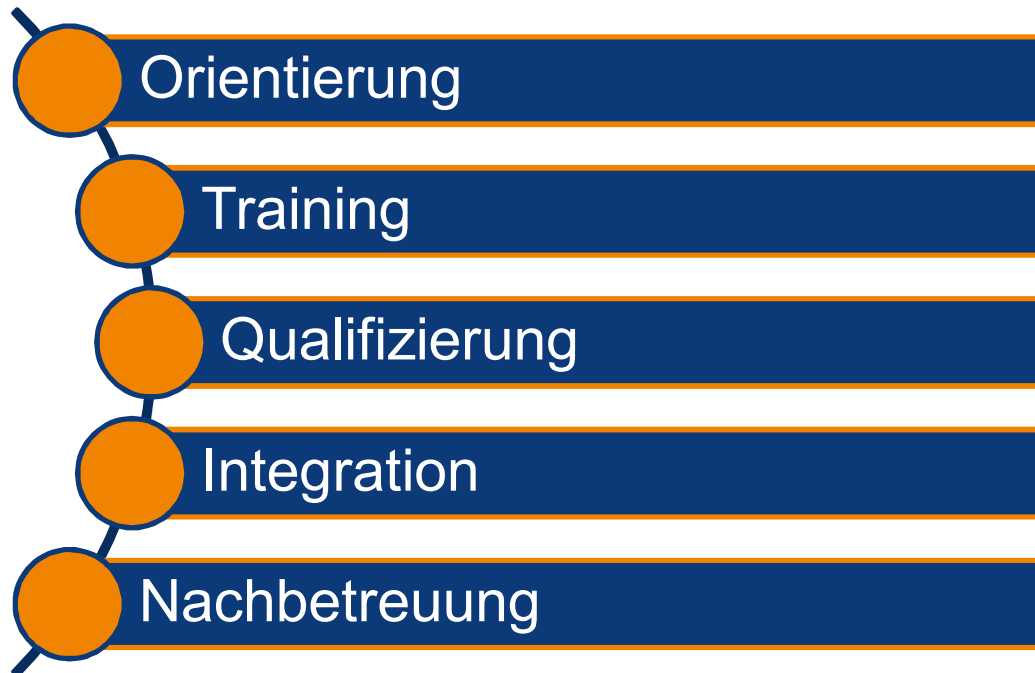 Orientierung
Training
Qualifizierung
Integration
Nachbetreuung